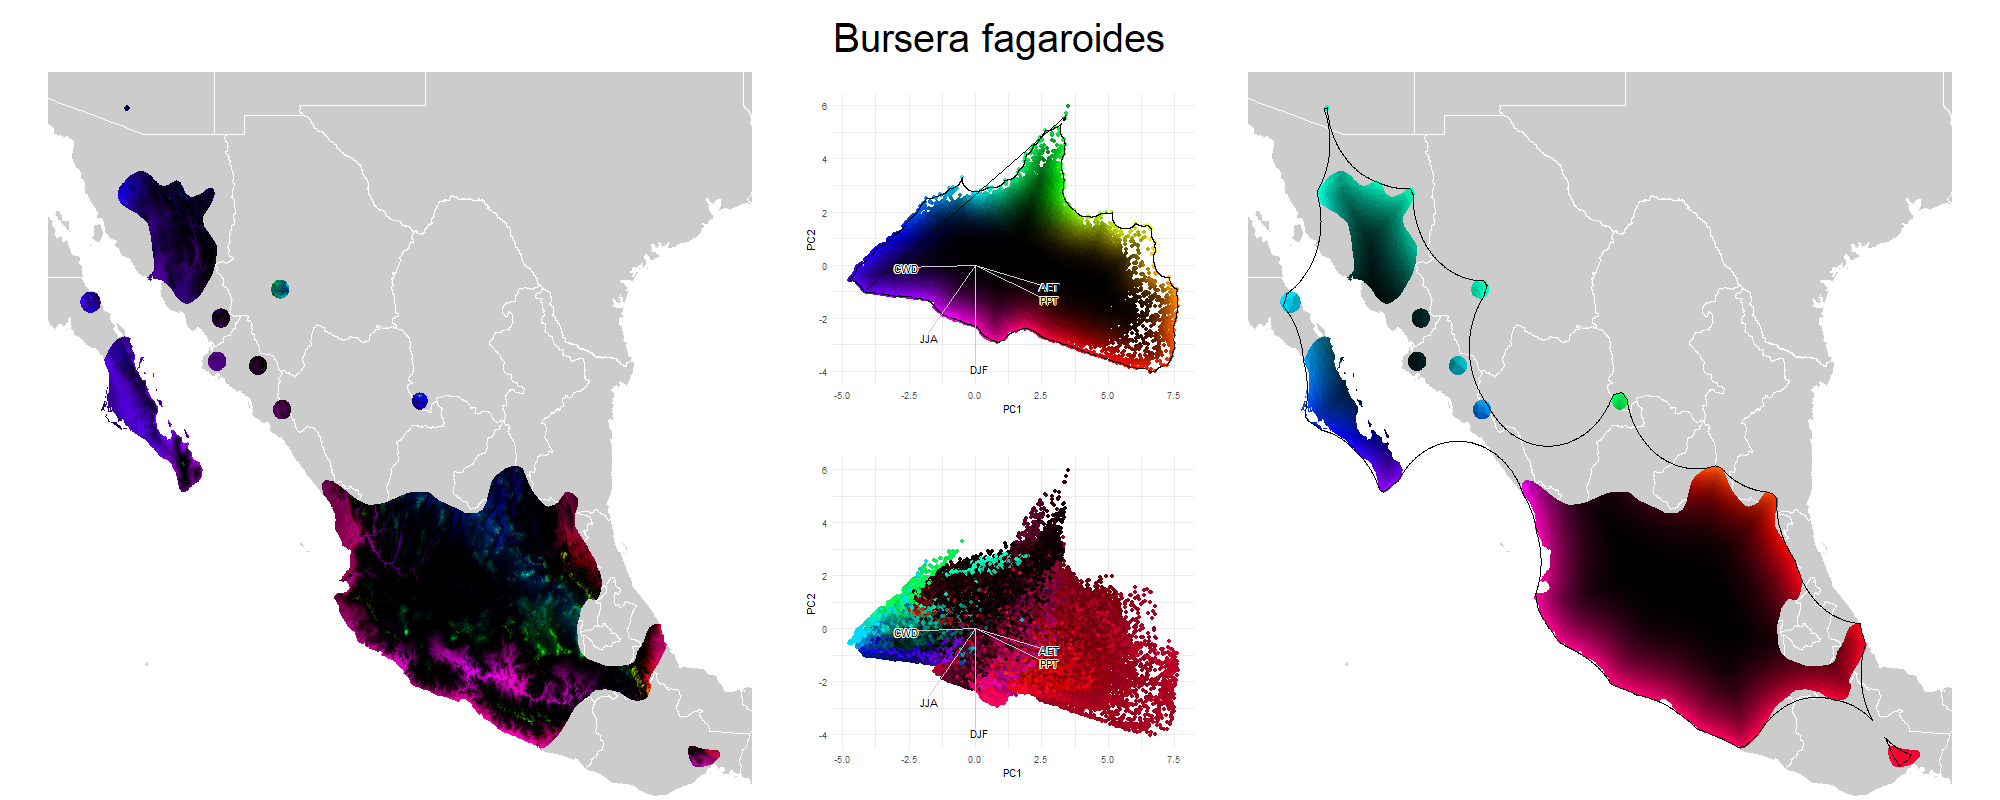 Bursera fagaroides
6
4
2
0
-2
-4
PC2
CWD
AET
PPT
JJA
DJF
-5.0 -2.5 0.0 2.5 5.0 7.5
PC1
6
4
2
0
-2
-4
PC2
CWD
AET
PPT
JJA
DJF
-5.0 -2.5 0.0 2.5 5.0 7.5
PC1